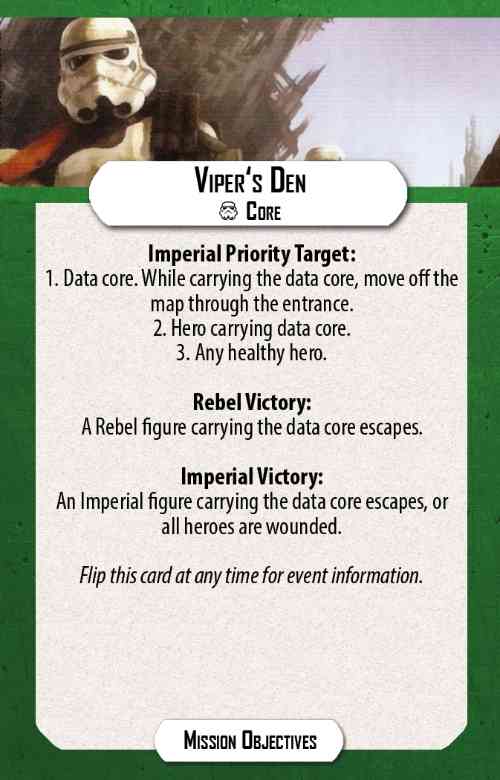 Viper‘s Den
Core
Imperial Priority Target:
1. Data core. While carrying the data core, move off the
map through the entrance.
2. Hero carrying data core.
3. Any healthy hero.
Rebel Victory:
A Rebel figure carrying the data core escapes.
Imperial Victory:
An Imperial figure carrying the data core escapes, or
all heroes are wounded.
Flip this card at any time for event information.
Mission Objectives